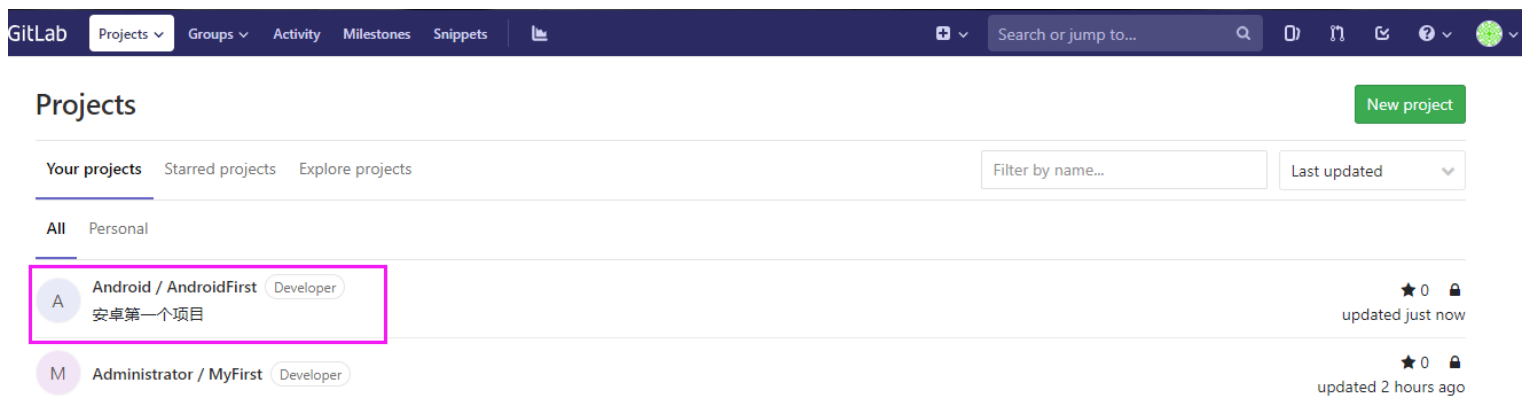 GitLab Projects Groups Activity Milestones Snippets Search or jump to...
Projects
New project
Your projects Starred projects Explore projects Filter by name... Last updated
All Personal
A Android / AndroidFirst Developer 0
安卓第一个项目 updated just now
M Administrator / MyFirst Developer 0
updated 2 hours ago